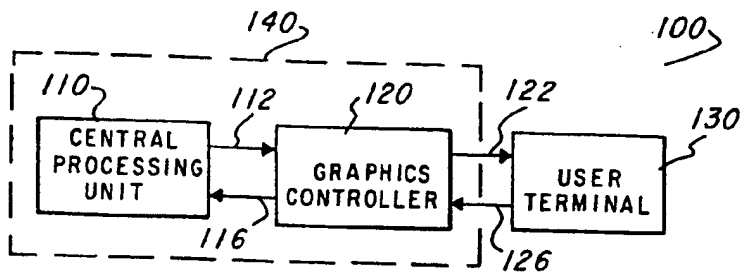 140
100
110
112
120
122
130
CENTRAL
PROCESSING
UNIT
GRAPHICS
CONTROLLER
USER
TERMINAL
116
126